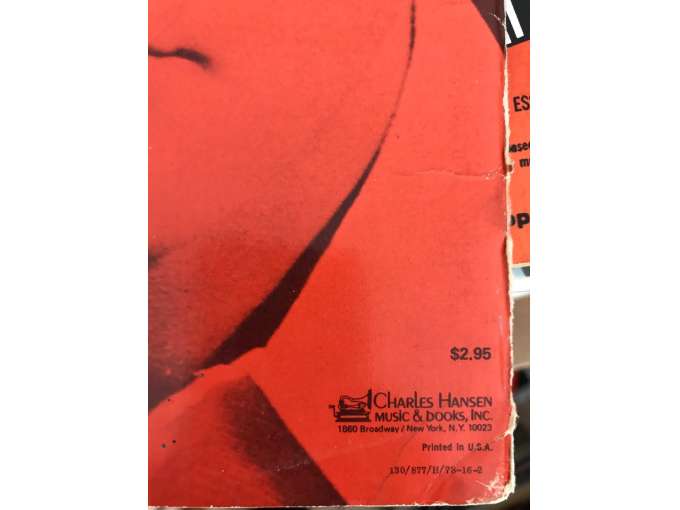 ES
$2.95
CHARLES HANSEN
MUSIC & BOOKS, INC.
1860 Broadway / New York, N.Y. 10023
Printed in U.S.A.
130/877/H/73-16-2